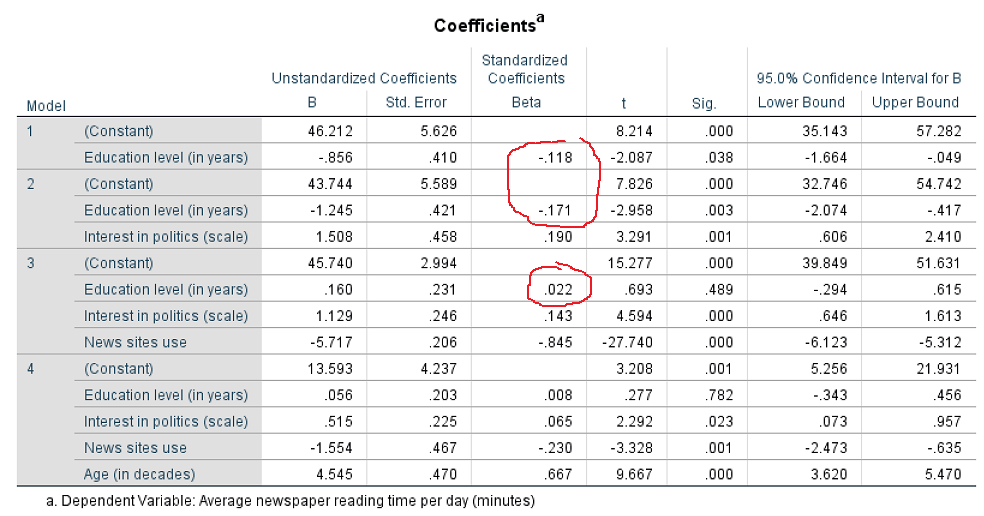 Coefficientsa
Standardized
Unstandardized Coefficients Coefficients 95.0% Confidence Interval for B
Model B Std. Error Beta t Sig. Lower Bound Upper Bound
1 (Constant) 46.212 5.626 8.214 .000 35.143 57.282
Education level (in years) -.856 .410 -.118 -2.087 .038 -1.664 -.049
2 (Constant) 43.744 5.589 7.826 .000 32.746 54.742
Education level (in years) -1.245 .421 -.171 -2.958 .003 -2.074 -.417
Interest in politics (scale) 1.508 .458 .190 3.291 .001 .606 2.410
3 (Constant) 45.740 2.994 15.277 .000 39.849 51.631
Education level (in years) .160 .231 .022 .693 .489 -.294 .615
Interest in politics (scale) 1.129 .246 .143 4.594 .000 .646 1.613
News sites use -5.717 .206 -.845 -27.740 .000 -6.123 -5.312
4 (Constant) 13.593 4.237 3.208 .001 5.256 21.931
Education level (in years) .056 .203 .008 .277 .782 -.343 .456
Interest in politics (scale) .515 .225 .065 2.292 .023 .073 .957
News sites use -1.554 .467 -.230 -3.328 .001 -2.473 -.635
Age (in decades) 4.545 .470 .667 9.667 .000 3.620 5.470
a. Dependent Variable: Average newspaper reading time per day (minutes)